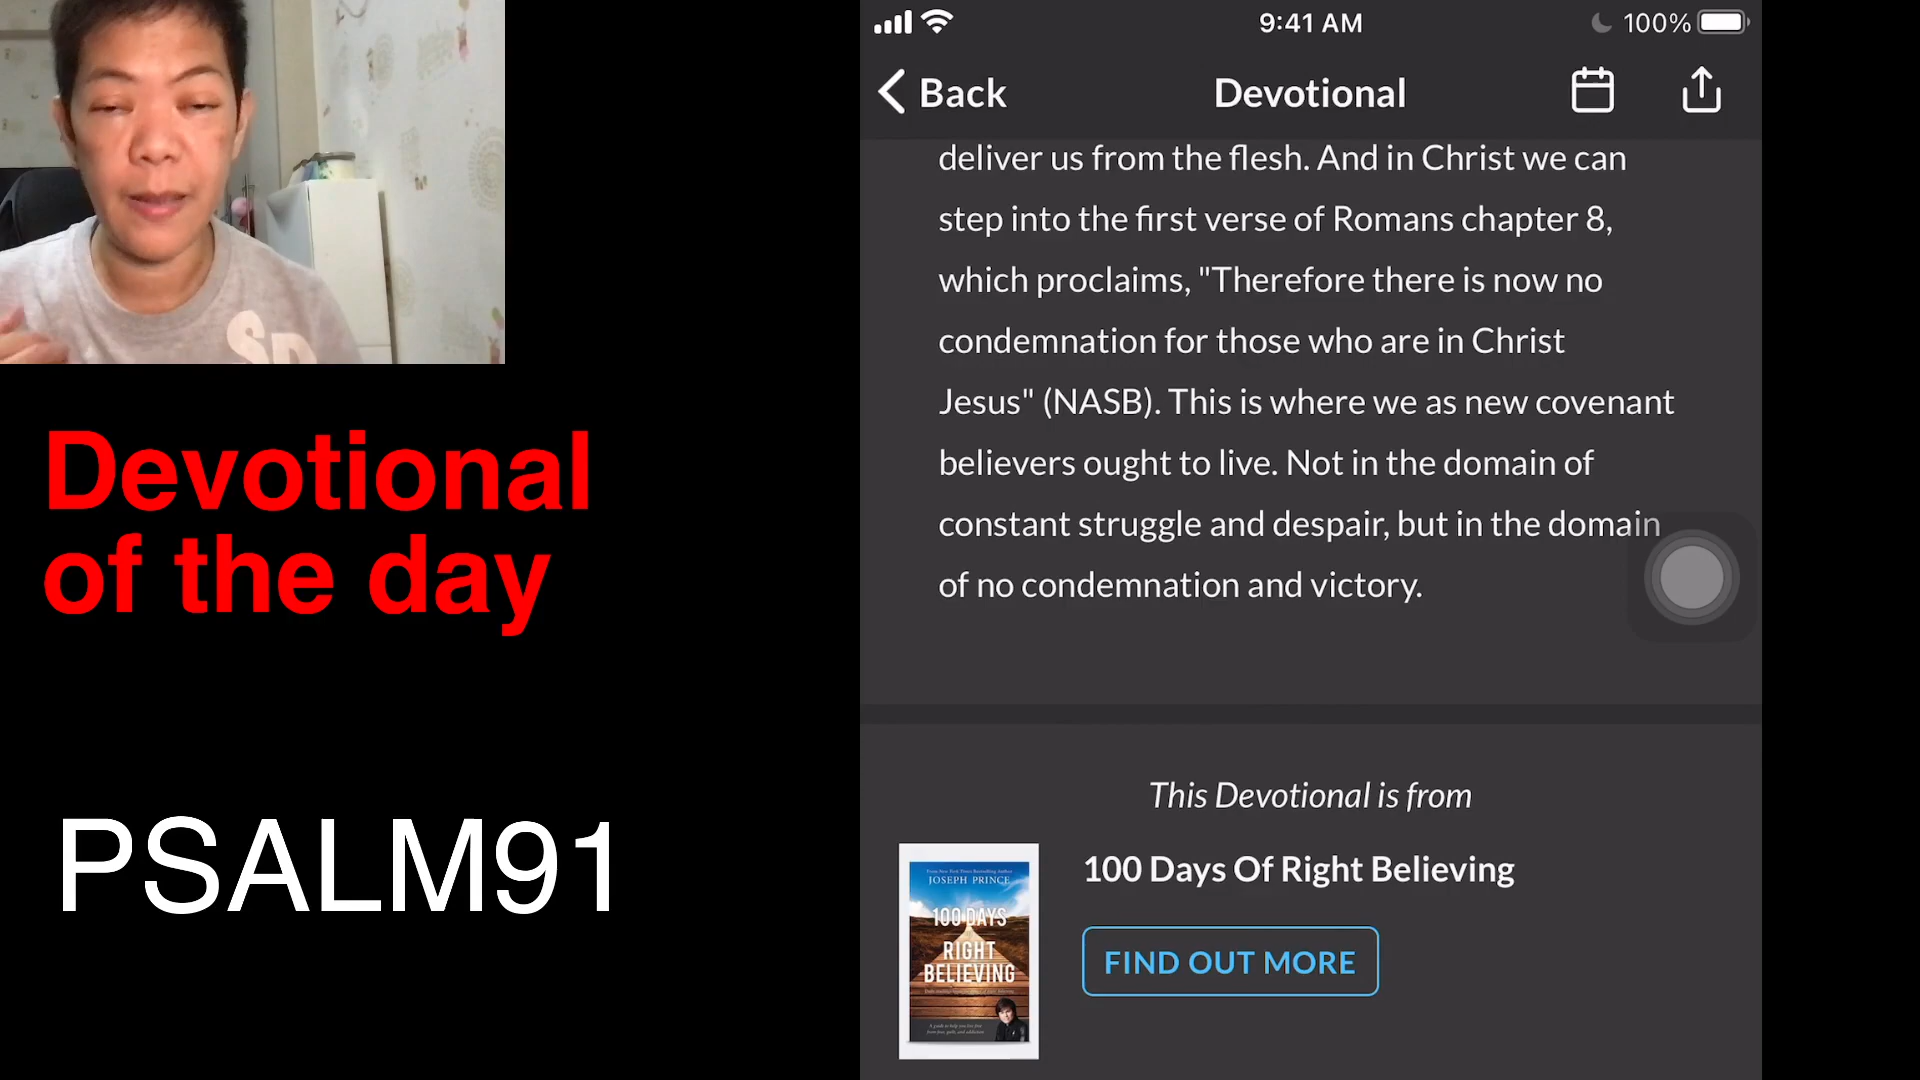 9:41 AM
100%
Back
Devotional
deliver us from the flesh. And in Christ we can
step into the first verse of Romans chapter 8,
which proclaims, "Therefore there is now no
condemnation for those who are in Christ
Jesus" (NASB). This is where we as new covenant
believers ought to live. Not in the domain of
constant struggle and despair, but in the domain
of no condemnation and victory.
This Devotional is from
100 Days Of Right Believing
FIND OUT MORE
JOSEPH PRINCE
100 DAYS
RIGHT
BELIEVING
Devotional
of the day
PSALM91